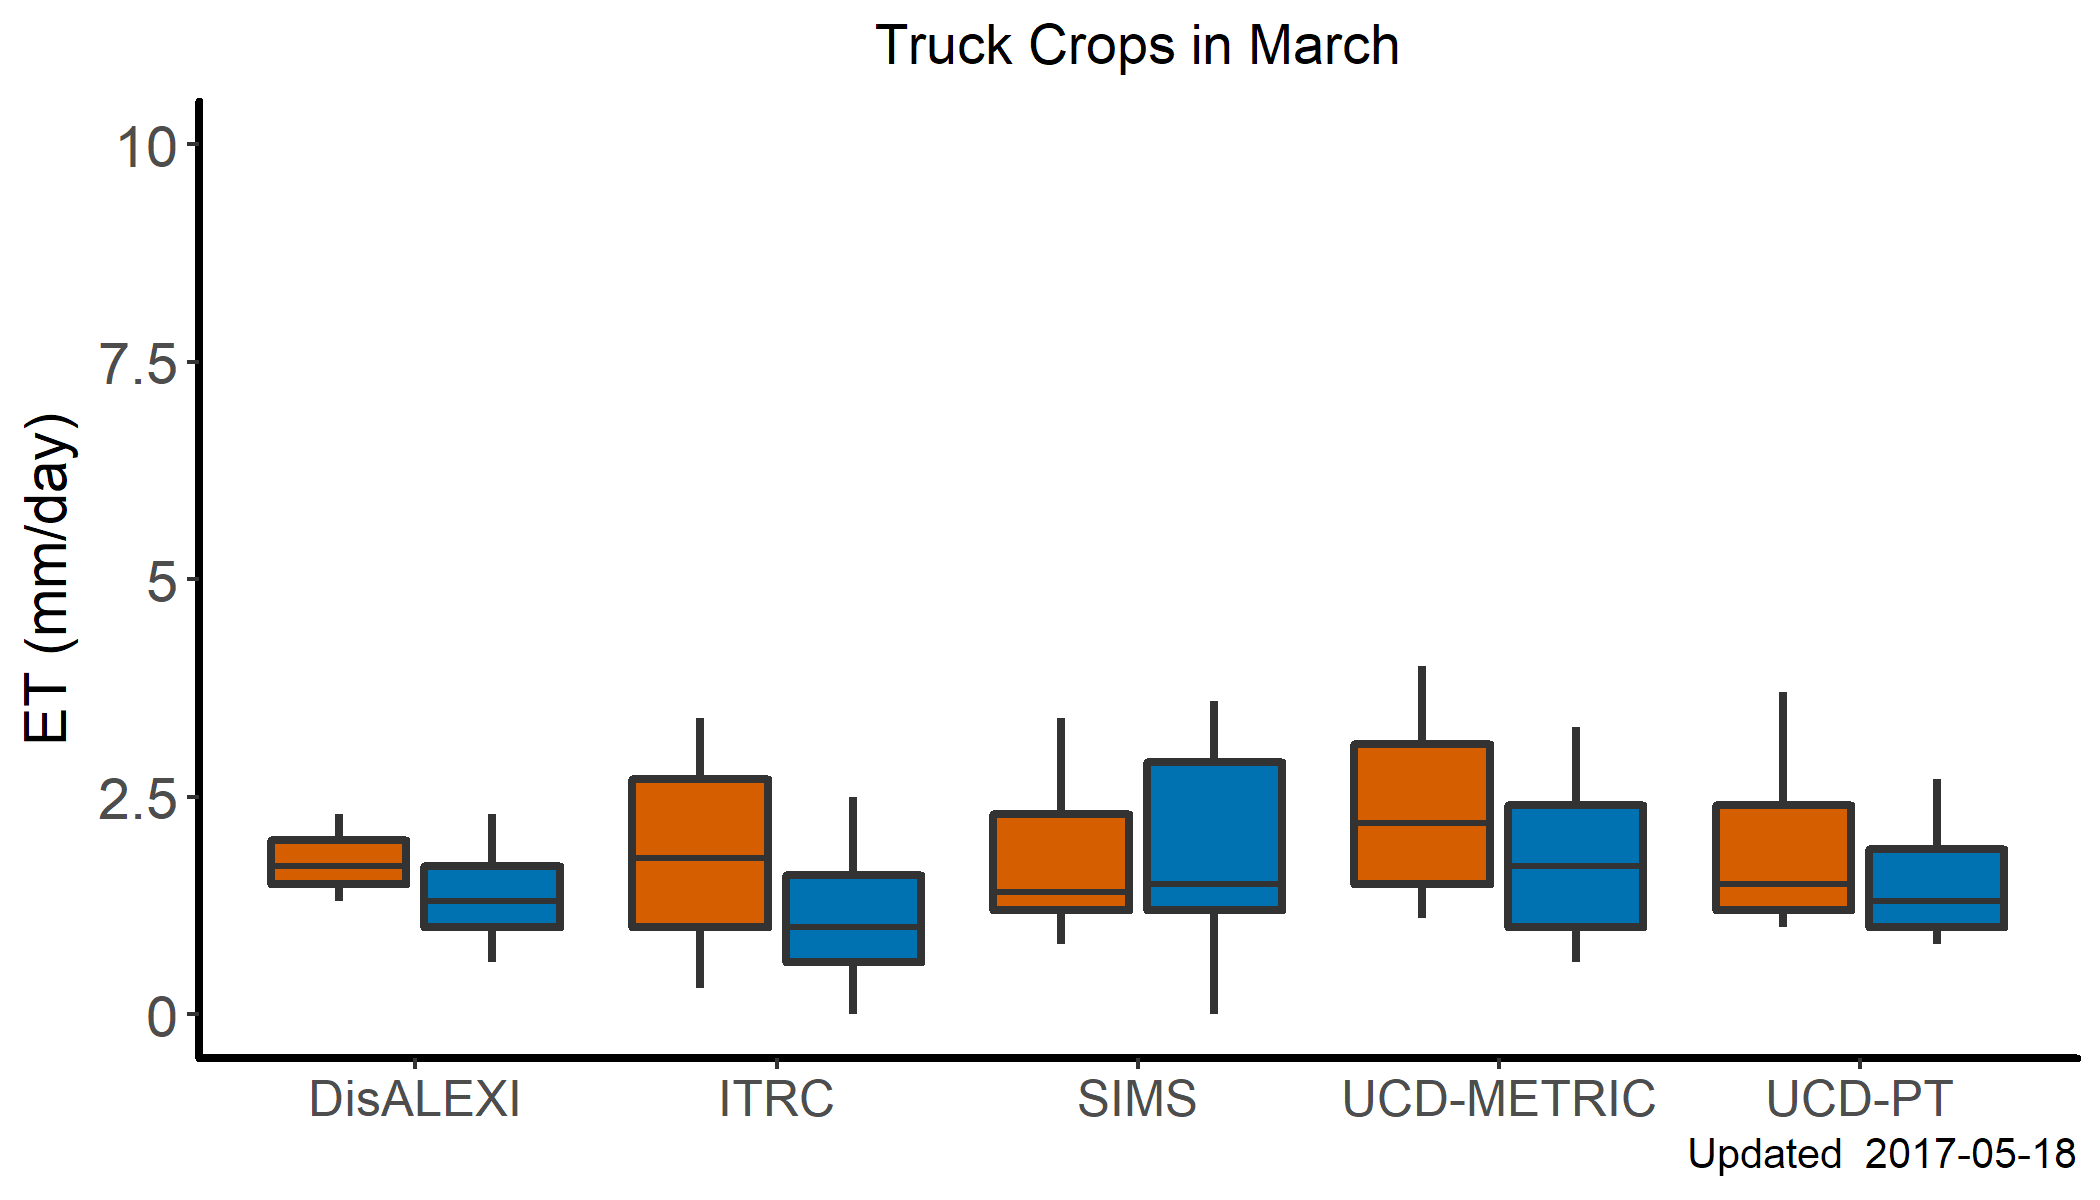 Truck Crops in March
ET (mm/day)
10
7.5
5
2.5
0
DisALEXI ITRC SIMS UCD-METRIC UCD-PT
Updated  2017-05-18